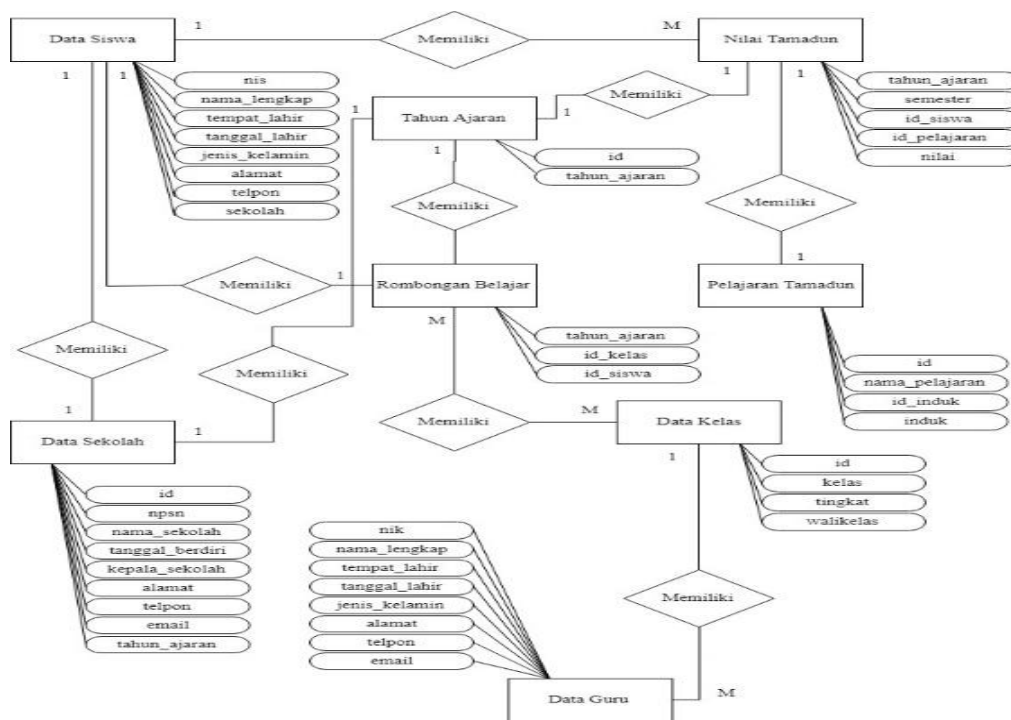 Data Siswa
1
Memiliki
M
Nilai Tamadun
1
1
nis
nama_lengkap
tempat_lahir
tanggal_lahir
jenis_kelamin
alamat
telpon
sekolah
1
Tahun Ajaran
1
Memiliki
1
1
tahun_ajaran
semester
id_siswa
id_pelajaran
nilai
1
id
tahun_ajaran
Memiliki
Memiliki
1
Memiliki
1
Rombongan Belajar
Pelajaran Tamadun
M
tahun_ajaran
id_kelas
id_siswa
id
nama_pelajaran
id_induk
induk
Memiliki
Memiliki
1
Data Sekolah
1
Memiliki
M
Data Kelas
1
id
kelas
tingkat
walikelas
id
npsn
nama_sekolah
tanggal_berdiri
kepala_sekolah
alamat
telpon
email
tahun_ajaran
nik
nama_lengkap
tempat_lahir
tanggal_lahir
jenis_kelamin
alamat
telpon
email
Memiliki
Data Guru
M